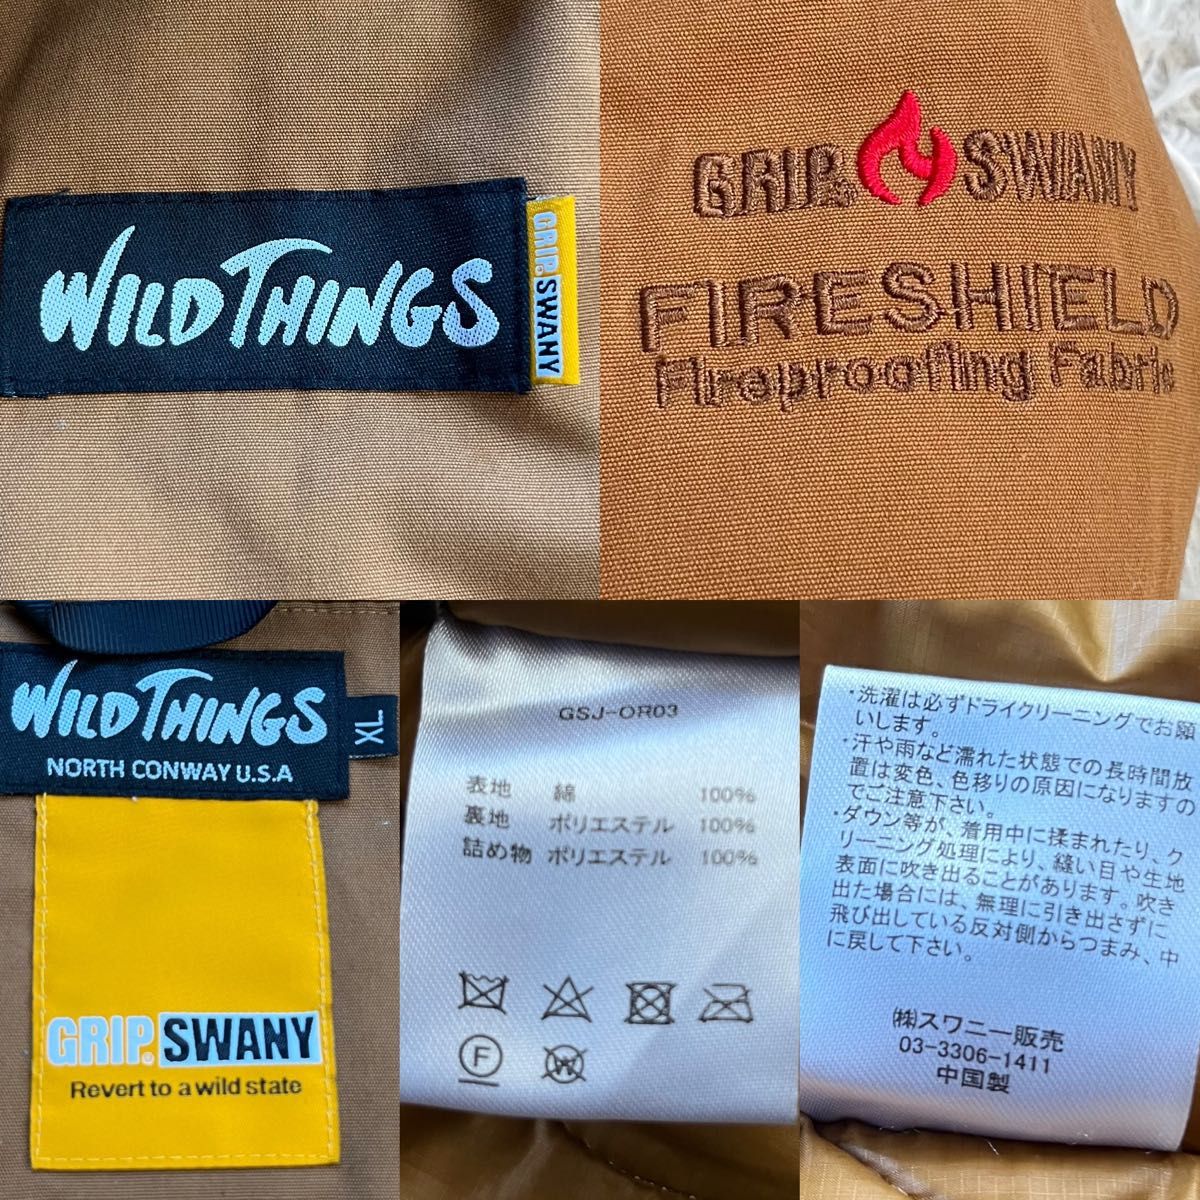 WILD THINGS
GRIP SWANY
GRIP SWANY
FIRESHIELD
Fireproofing Fabric
WILD THINGS
NORTH CONWAY U.S.A
XL
GRIP SWANY
Revert to a wild state
GSJ-OR03
表地 綿 100%
裏地 ポリエステル 100%
詰め物 ポリエステル 100%
F
W
・洗濯は必ずドライクリーニングでお願
いします。
・汗や雨など濡れた状態での長時間放
置は変色、色移りの原因になりますの
でご注意下さい。
・ダウン等が、着用中に揉まれたり、ク
リーニング処理により、縫い目や生地
表面に吹き出ることがあります。吹き
出た場合には、無理に引き出さずに
飛び出している反対側からつまみ、中
に戻して下さい。
㈱スワニー販売
03-3306-1411
中国製